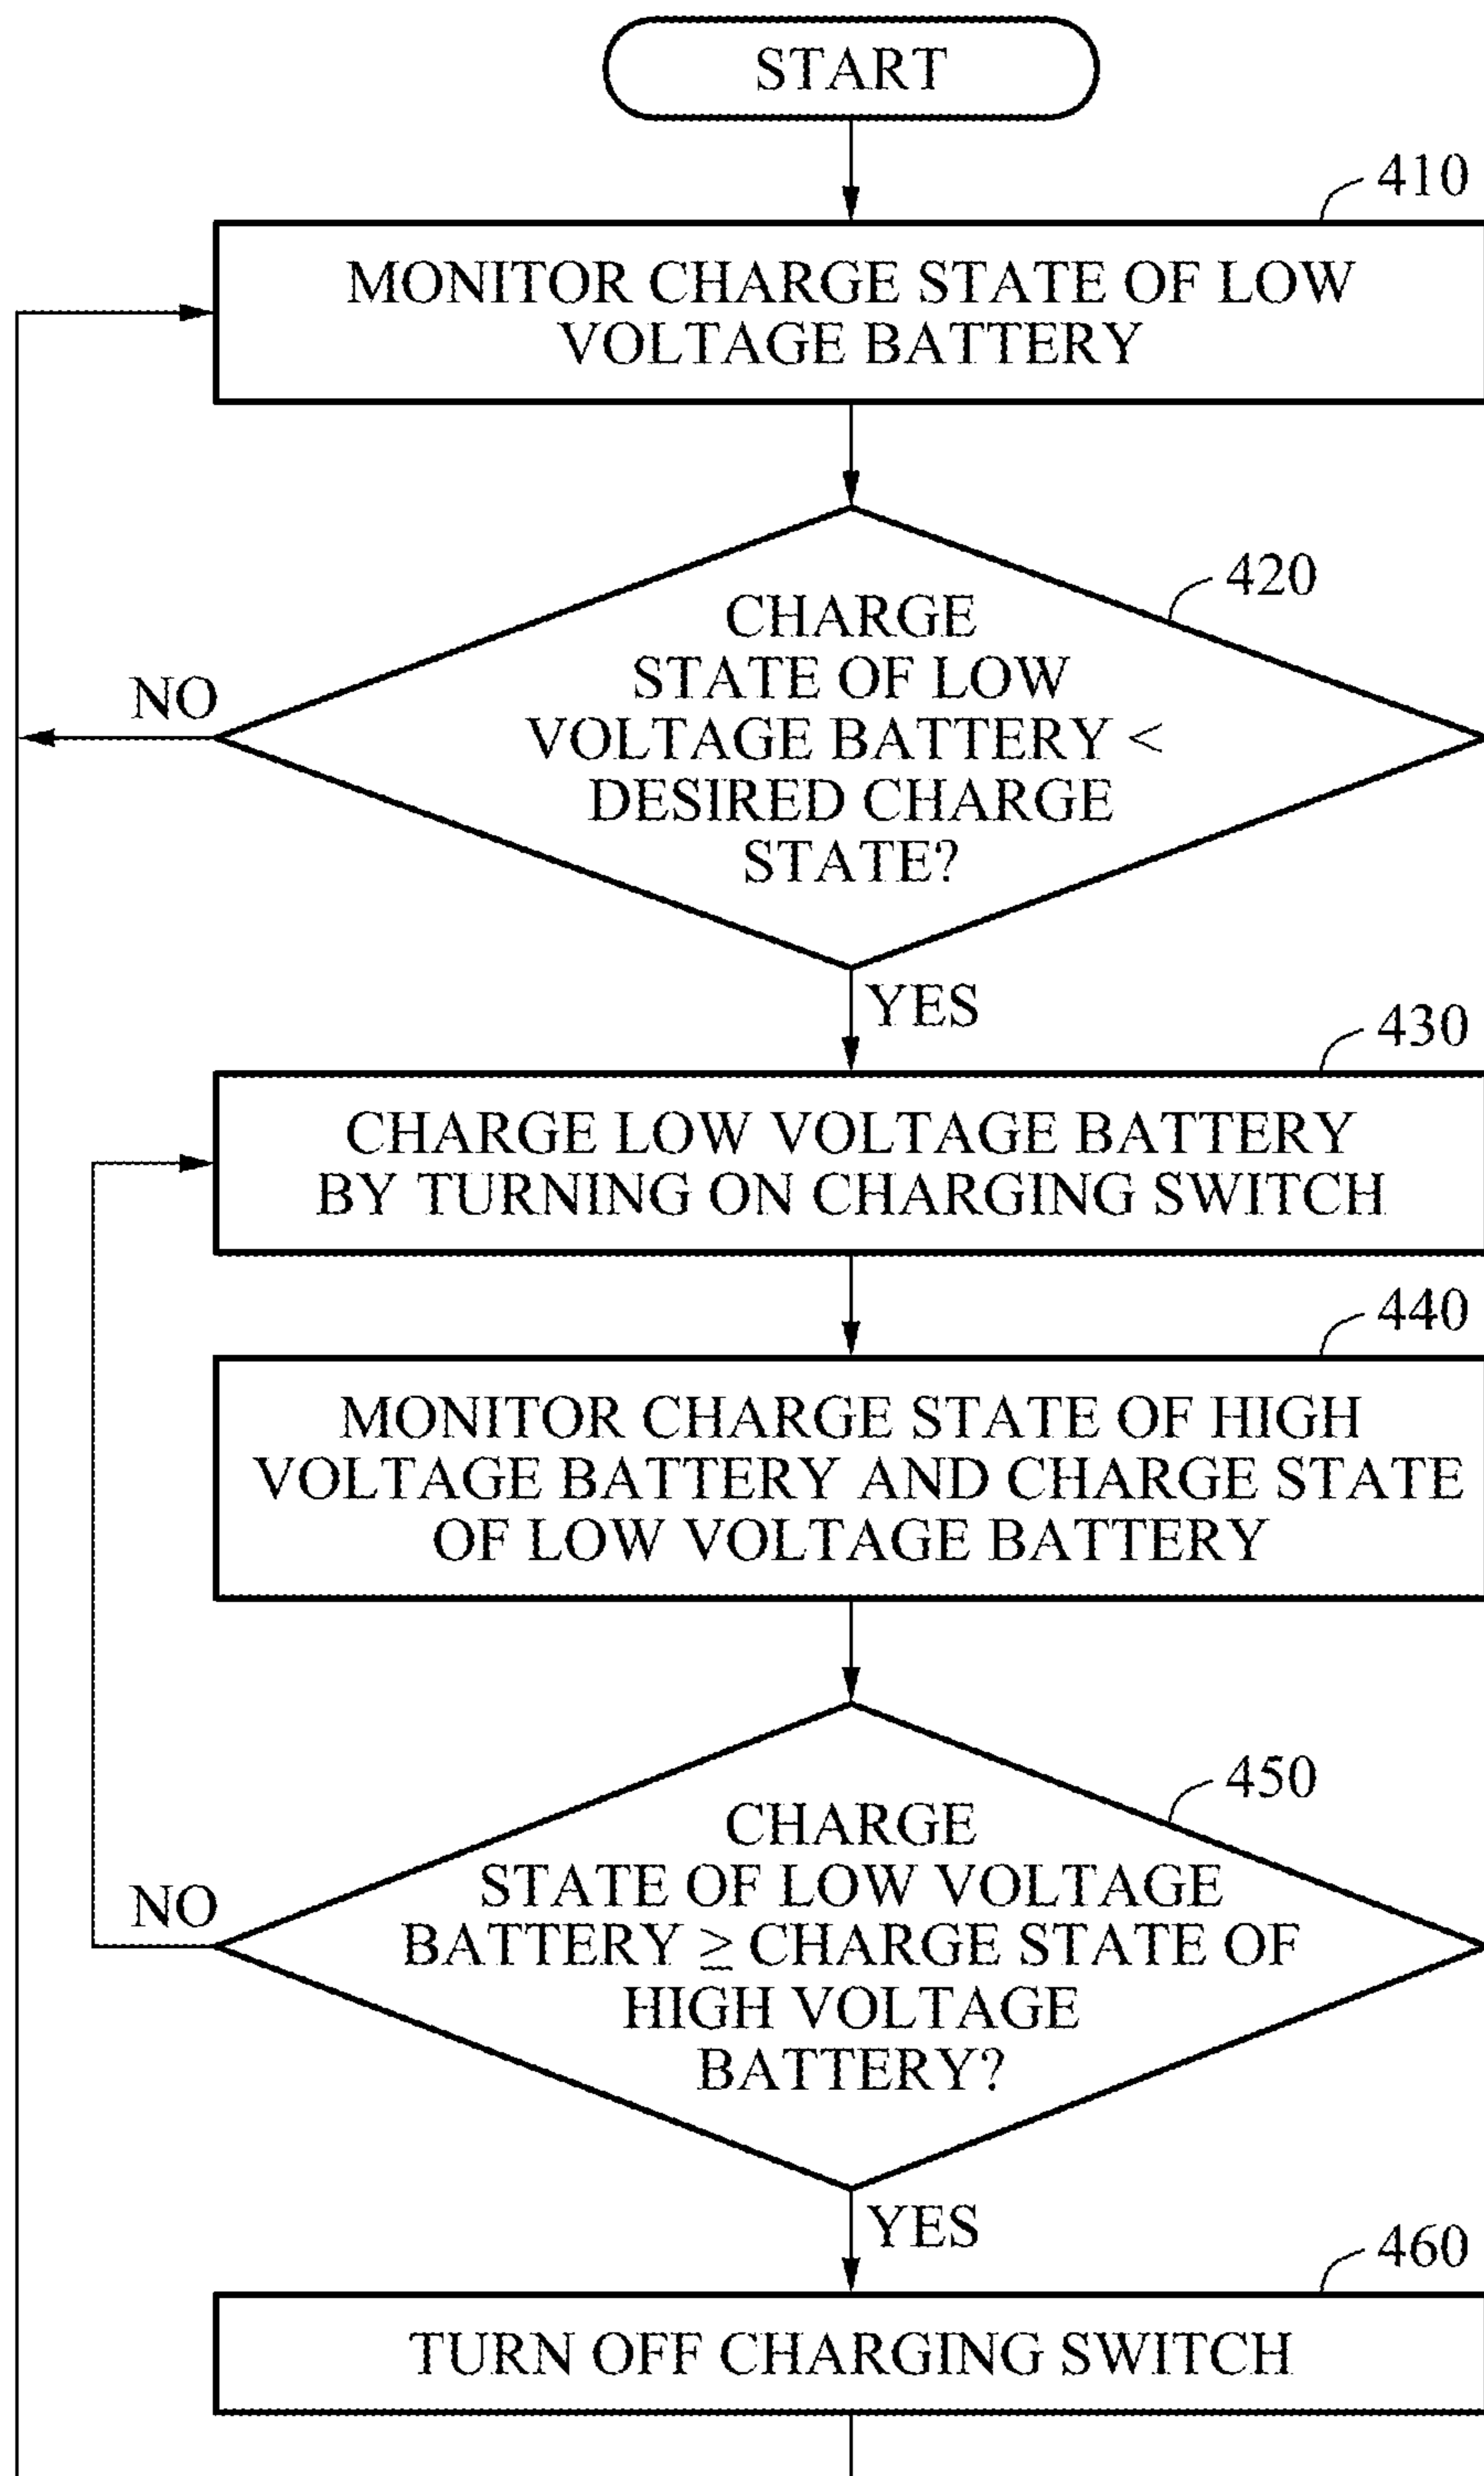 START
410
MONITOR CHARGE STATE OF LOW
VOLTAGE BATTERY
420
CHARGE
STATE OF LOW
VOLTAGE BATTERY <
DESIRED CHARGE
STATE?
NO
YES
430
CHARGE LOW VOLTAGE BATTERY
BY TURNING ON CHARGING SWITCH
440
MONITOR CHARGE STATE OF HIGH
VOLTAGE BATTERY AND CHARGE STATE
OF LOW VOLTAGE BATTERY
450
CHARGE
STATE OF LOW VOLTAGE
BATTERY ≥ CHARGE STATE OF
HIGH VOLTAGE
BATTERY?
NO
YES
460
TURN OFF CHARGING SWITCH